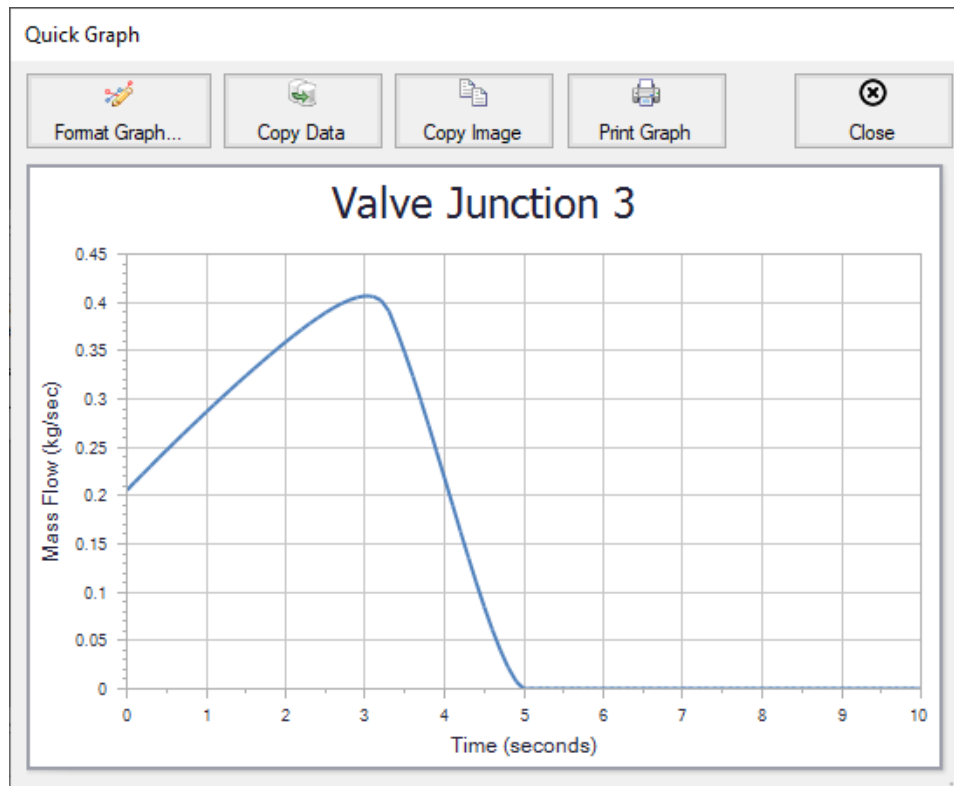 Quick Graph
Format Graph... Copy Data Copy Image Print Graph Close
Valve Junction 3
0.45
0.4
0.35
0.3
0.25
0.2
0.15
0.1
0.05
0
Mass Flow (kg/sec)
0 1 2 3 4 5 6 7 8 9 10
Time (seconds)